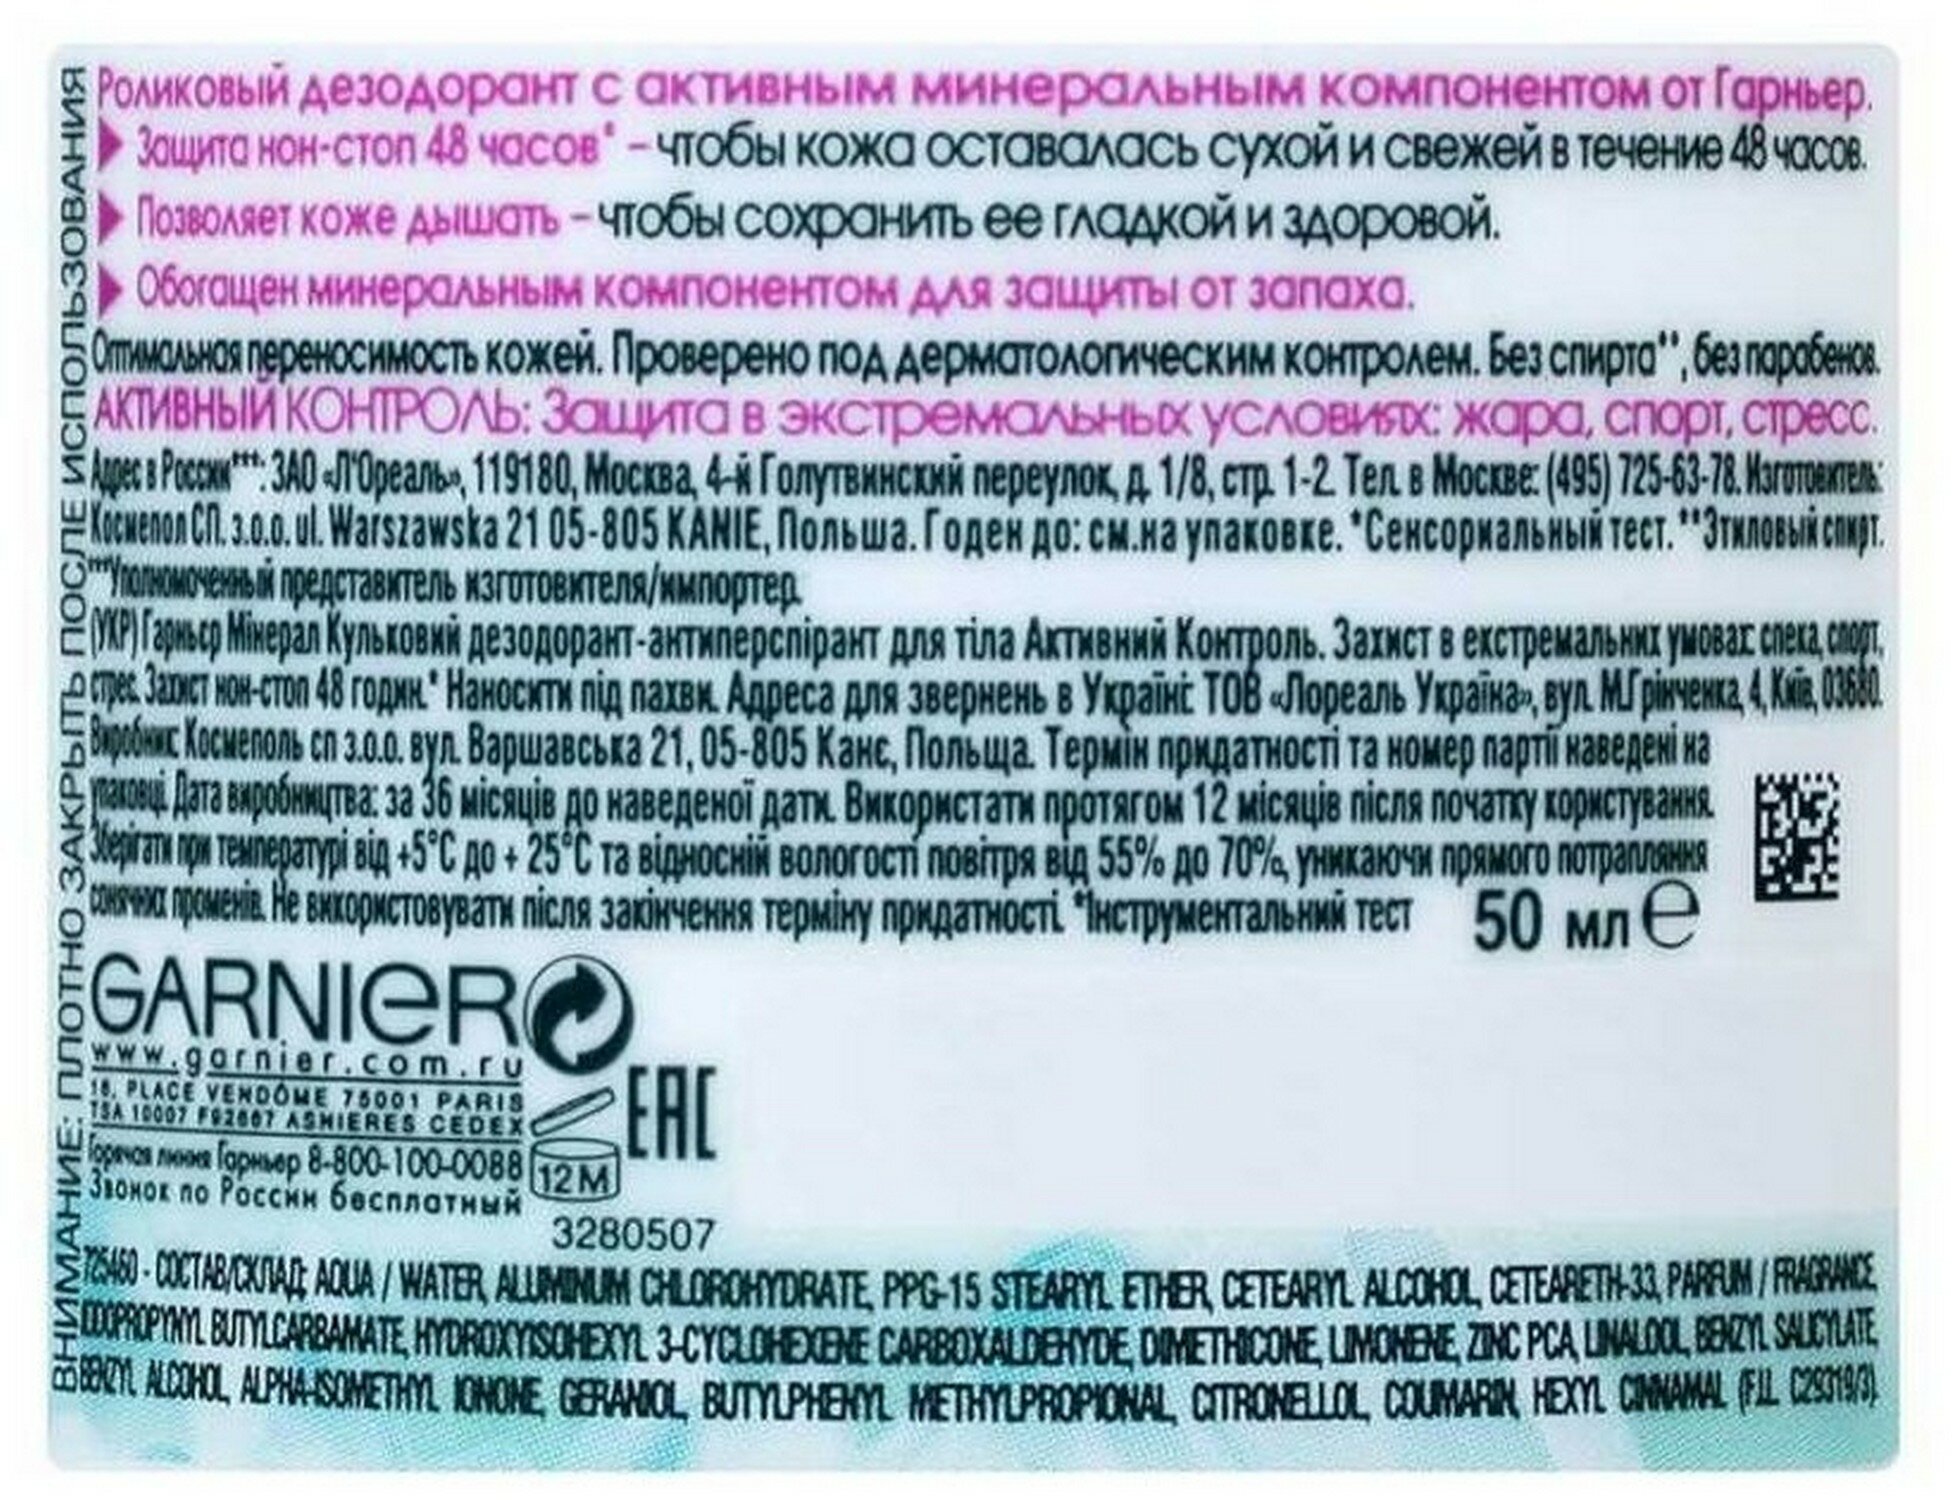 Роликовый дезодорант с активным минеральным компонентом от Гарньер.
Защита нон-стоп 48 часов* – чтобы кожа оставалась сухой и свежей в течение 48 часов.
Позволяет коже дышать – чтобы сохранить ее гладкой и здоровой.
Обогащен минеральным компонентом для защиты от запаха.
Оптимальная переносимость кожей. Проверено под дерматологическим контролем. Без спирта**, без парабенов.
АКТИВНЫЙ КОНТРОЛЬ: Защита в экстремальных условиях: жара, спорт, стресс.
Адрес в России***: ЗАО «Л'Ореаль», 119180, Москва, 4-й Голутвинский переулок, д. 1/8, стр. 1-2. Тел. в Москве: (495) 725-63-78. Изготовитель:
Космепол СП. з.о.о. ul. Warszawska 21 05-805 KANIE, Польша. Годен до: см.на упаковке. *Сенсориальный тест. **Этиловый спирт.
***Уполномоченный представитель изготовителя/импортер.
(УКР) Гарньєр Мінерал Кульковий дезодорант-антиперспірант для тіла Активний Контроль. Захист в екстремальних умовах: спека, спорт,
стрес. Захист нон-стоп 48 годин.* Наносити під пахви. Адреса для звернень в Україні: ТОВ «Лореаль Україна», вул. М.Грінченка, 4, Київ, 03680.
Виробник: Космеполь сп з.о.о. вул. Варшавська 21, 05-805 Канє, Польща. Термін придатності та номер партії наведені на
упаковці. Дата виробництва: за 36 місяців до наведеної дати. Використати протягом 12 місяців після початку користування.
Зберігати при температурі від +5°C до + 25°C та відносній вологості повітря від 55% до 70%, уникаючи прямого потрапляння
сонячних променів. Не використовувати після закінчення терміну придатності. *Інструментальний тест
50 мл ℮
GARNIER
www.garnier.com.ru
16, PLACE VENDÔME 75001 PARIS
TSA 10007 F92667 ASNIERES CEDEX
Горячая линия Гарньер 8-800-100-0088
Звонок по России бесплатный
12M
EAC
3280507
725460 - СОСТАВ/СКЛАД: AQUA / WATER, ALUMINUM CHLOROHYDRATE, PPG-15 STEARYL ETHER, CETEARYL ALCOHOL, CETEARETH-33, PARFUM / FRAGRANCE,
IODOPROPYNYL BUTYLCARBAMATE, HYDROXYISOHEXYL 3-CYCLOHEXENE CARBOXALDEHYDE, DIMETHICONE, LIMONENE, ZINC PCA, LINALOOL, BENZYL SALICYLATE,
BENZYL ALCOHOL, ALPHA-ISOMETHYL IONONE, GERANIOL, BUTYLPHENYL METHYLPROPIONAL, CITRONELLOL, COUMARIN, HEXYL CINNAMAL (F.I.L. C29319/3).
ВНИМАНИЕ: ПЛОТНО ЗАКРЫТЬ ПОСЛЕ ИСПОЛЬЗОВАНИЯ